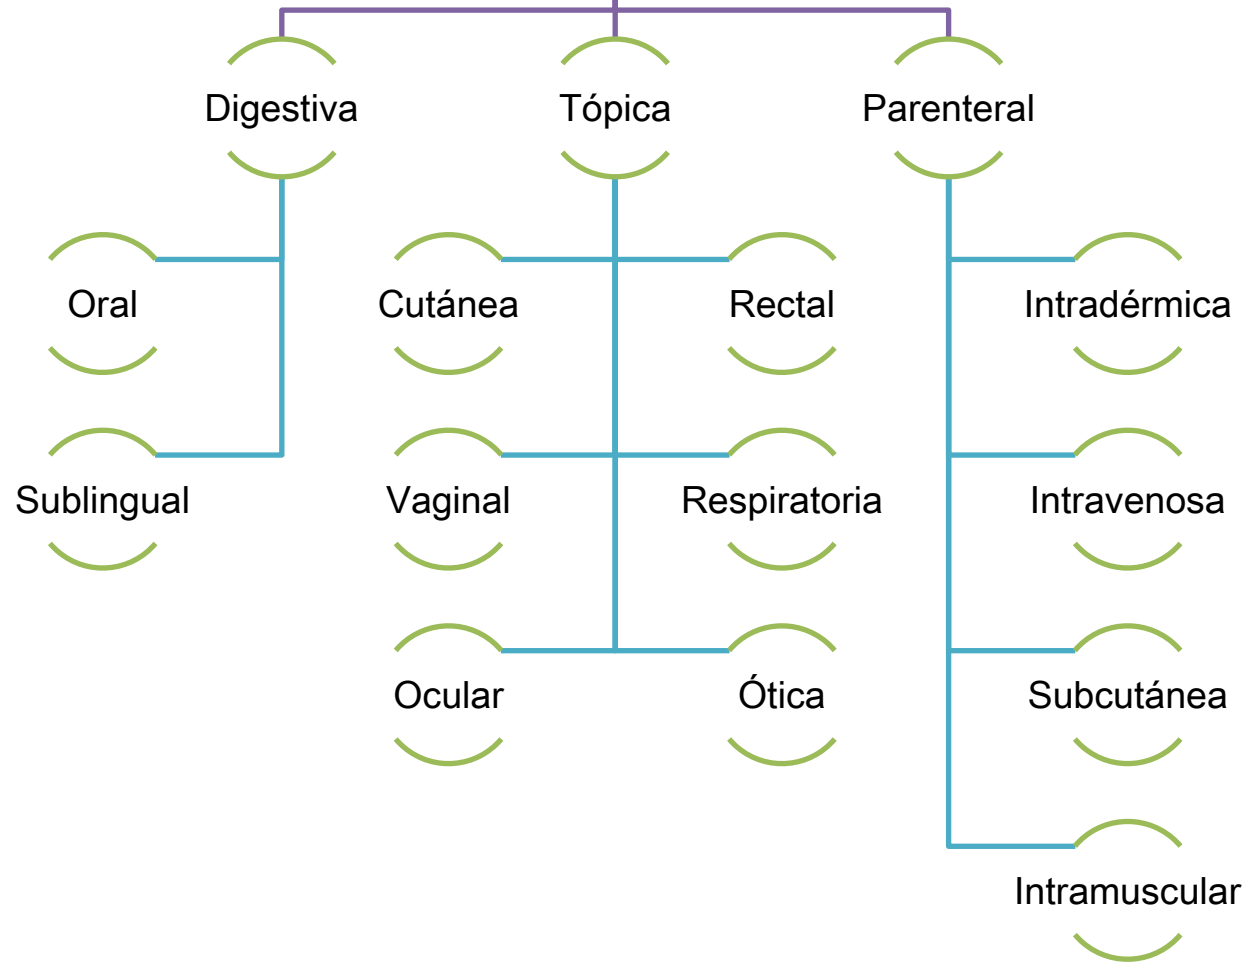 Digestiva
Tópica
Parenteral
Oral
Cutánea
Rectal
Intradérmica
Sublingual
Vaginal
Respiratoria
Intravenosa
Ocular
Ótica
Subcutánea
Intramuscular